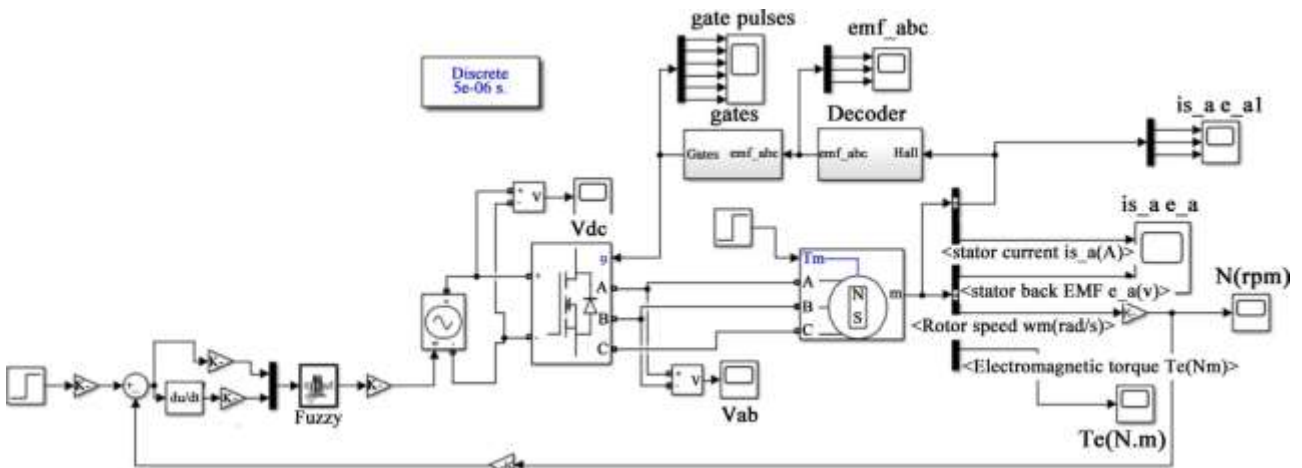 gate pulses
emf_abc
Discrete
5e-06 s.
is_a e_a1
gates
Decoder
Gates
emf_abc
emf_abc
Hall
+
-
V
Vdc
is_a e_a
g
Tm
<stator current is_a(A)>
+
A
A
N
m
N(rpm)
B
B
S
<stator back EMF e_a(v)>
-
C
C
<Rotor speed wm(rad/s)>
K-
K-
du/dt
K-
K-
Fuzzy
+
-
V
Vab
<Electromagnetic torque Te(Nm)>
Te(N.m)